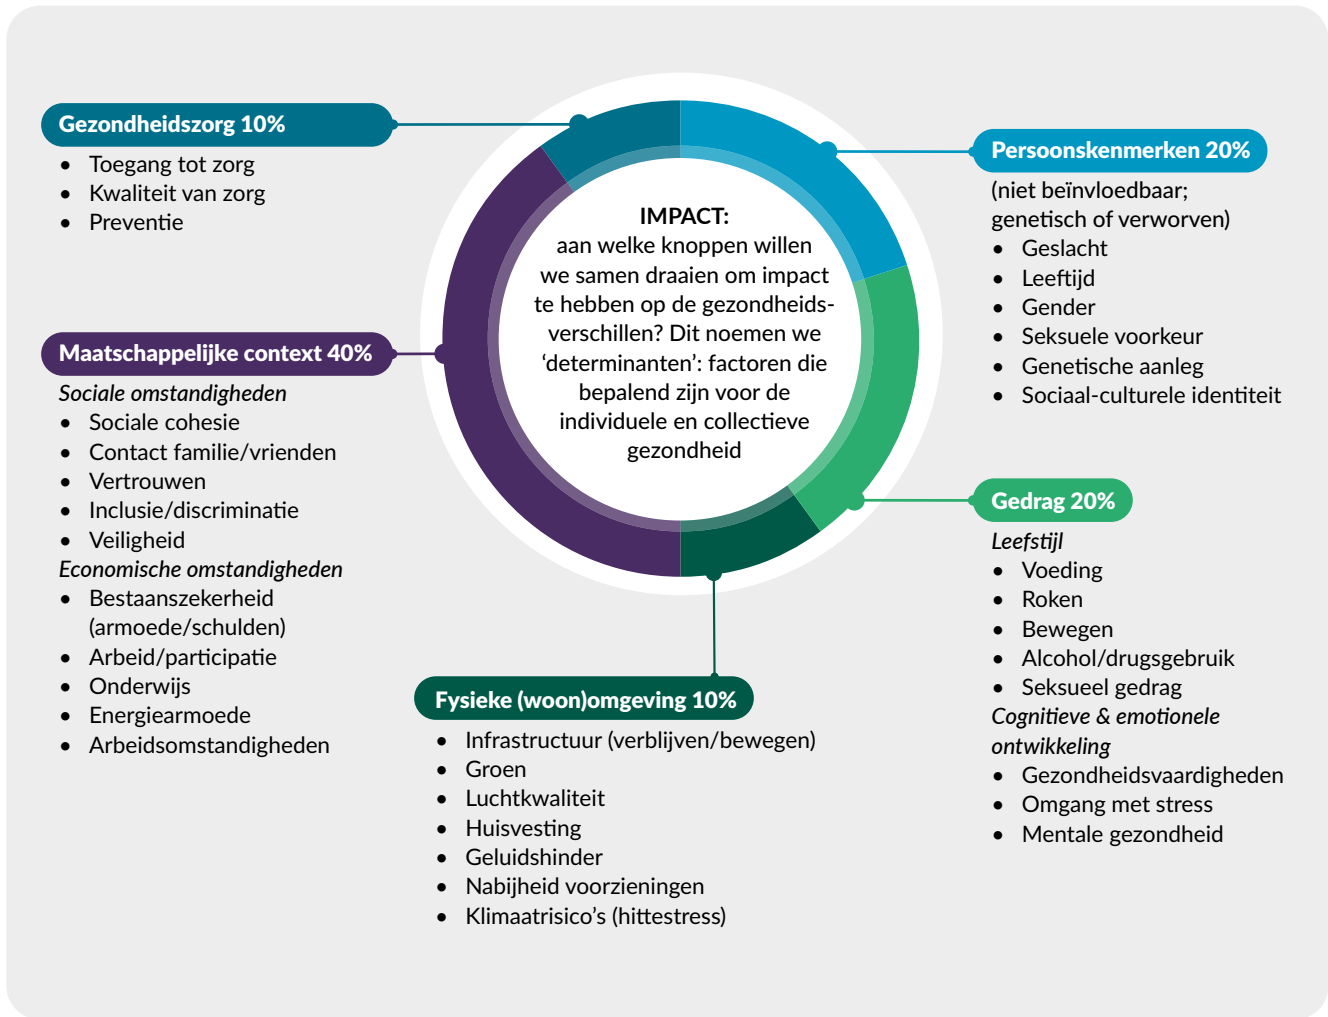 Gezondheidszorg 10%
• Toegang tot zorg
• Kwaliteit van zorg
• Preventie
Maatschappelijke context 40%
Sociale omstandigheden
• Sociale cohesie
• Contact familie/vrienden
• Vertrouwen
• Inclusie/discriminatie
• Veiligheid
Economische omstandigheden
• Bestaanszekerheid
(armoede/schulden)
• Arbeid/participatie
• Onderwijs
• Energiearmoede
• Arbeidsomstandigheden
IMPACT:
aan welke knoppen willen
we samen draaien om impact
te hebben op de gezondheids-
verschillen? Dit noemen we
‘determinanten’: factoren die
bepalend zijn voor de
individuele en collectieve
gezondheid
Fysieke (woon)omgeving 10%
• Infrastructuur (verblijven/bewegen)
• Groen
• Luchtkwaliteit
• Huisvesting
• Geluidshinder
• Nabijheid voorzieningen
• Klimaatrisico’s (hittestress)
Persoonskenmerken 20%
(niet beïnvloedbaar;
genetisch of verworven)
• Geslacht
• Leeftijd
• Gender
• Seksuele voorkeur
• Genetische aanleg
• Sociaal-culturele identiteit
Gedrag 20%
Leefstijl
• Voeding
• Roken
• Bewegen
• Alcohol/drugsgebruik
• Seksueel gedrag
Cognitieve & emotionele
ontwikkeling
• Gezondheidsvaardigheden
• Omgang met stress
• Mentale gezondheid